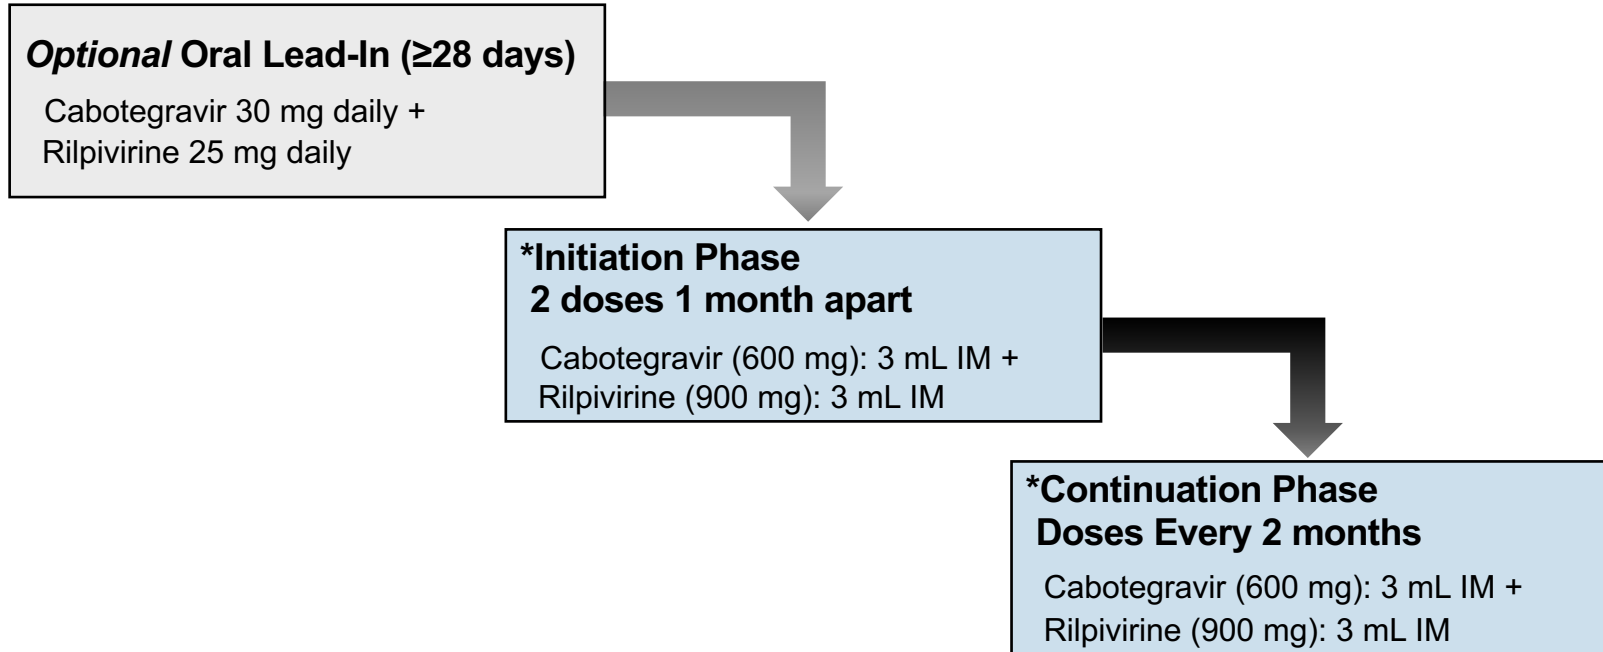 Optional Oral Lead-In (≥28 days)
Cabotegravir 30 mg daily +
Rilpivirine 25 mg daily
*Initiation Phase
2 doses 1 month apart
Cabotegravir (600 mg): 3 mL IM +
Rilpivirine (900 mg): 3 mL IM
*Continuation Phase
Doses Every 2 months
Cabotegravir (600 mg): 3 mL IM +
Rilpivirine (900 mg): 3 mL IM